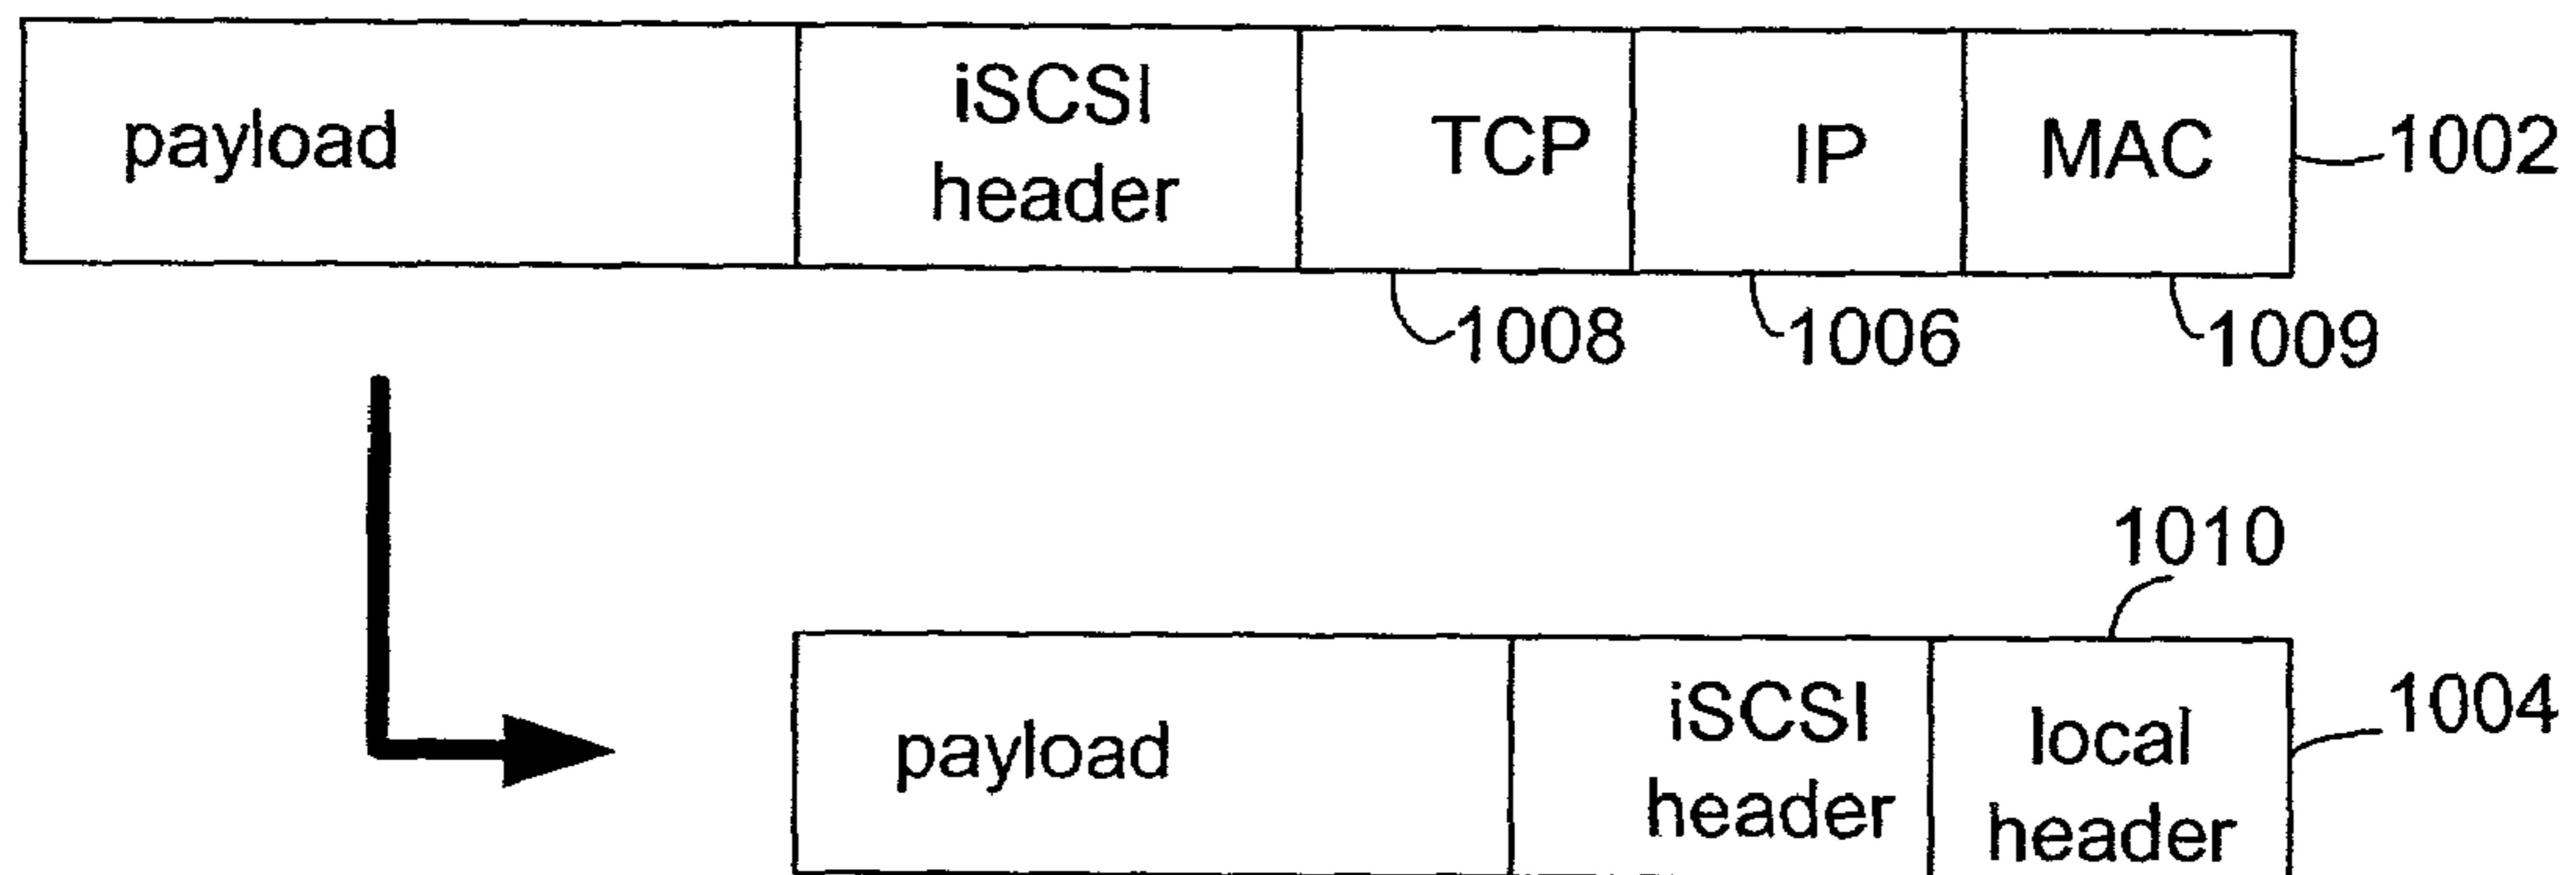 payload
iSCSI
header
TCP
IP
MAC
1002
1008
1006
1009
1010
payload
iSCSI
header
local
header
1004